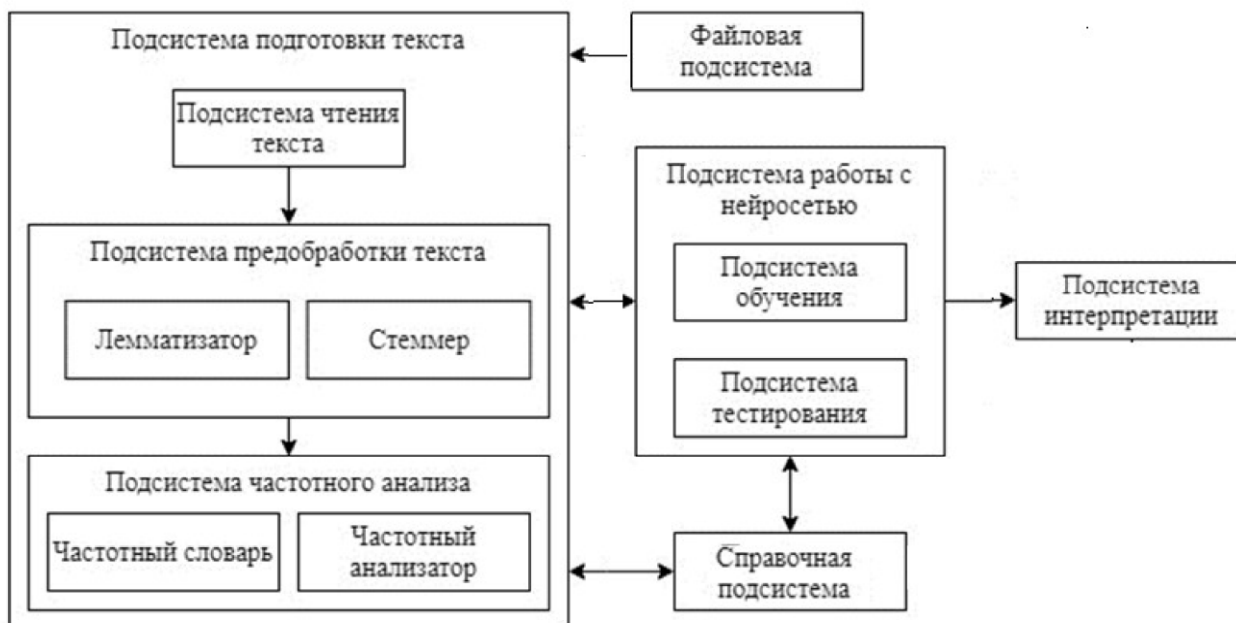 Подсистема подготовки текста
Подсистема чтения
текста
Подсистема предобработки текста
Лемматизатор
Стеммер
Подсистема частотного анализа
Частотный словарь
Частотный
анализатор
Файловая
подсистема
Подсистема работы с
нейросетью
Подсистема
обучения
Подсистема
тестирования
Справочная
подсистема
Подсистема
интерпретации